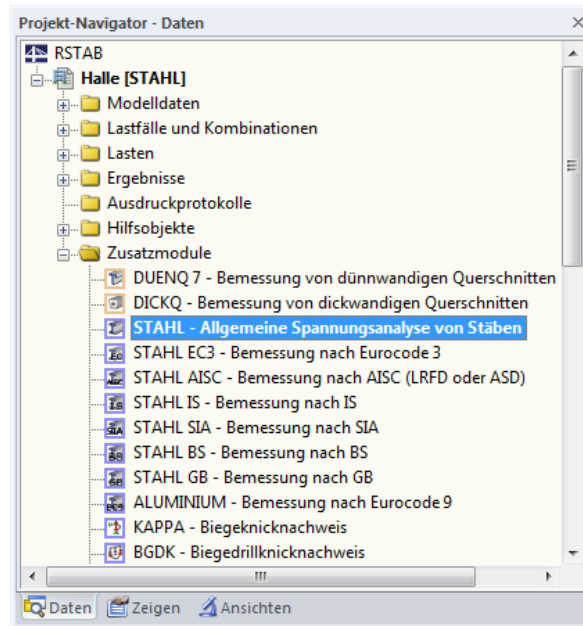 Projekt-Navigator - Daten
RSTAB
Halle [STAHL]
Modelldaten
Lastfälle und Kombinationen
Lasten
Ergebnisse
Ausdruckprotokolle
Hilfsobjekte
Zusatzmodule
DUENQ 7 - Bemessung von dünnwandigen Querschnitten
DICKQ - Bemessung von dickwandigen Querschnitten
STAHL - Allgemeine Spannungsanalyse von Stäben
STAHL EC3 - Bemessung nach Eurocode 3
STAHL AISC - Bemessung nach AISC (LRFD oder ASD)
STAHL IS - Bemessung nach IS
STAHL SIA - Bemessung nach SIA
STAHL BS - Bemessung nach BS
STAHL GB - Bemessung nach GB
ALUMINIUM - Bemessung nach Eurocode 9
KAPPA - Biegeknicknachweis
BGDK - Biegedrillknicknachweis
Daten Zeigen Ansichten